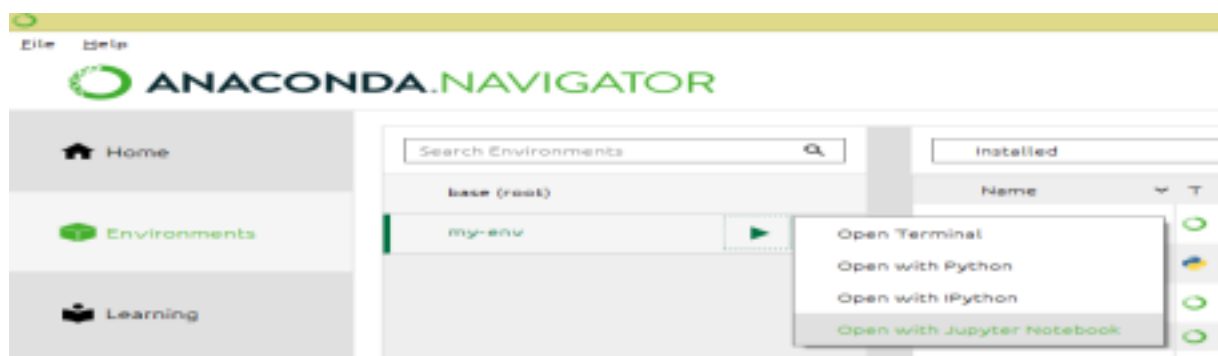 File Help
ANACONDA.NAVIGATOR
Home
Search Environments
Installed
base (root)
Name T
Environments
my-env
Open Terminal
Open with Python
Open with IPython
Learning
Open with Jupyter Notebook